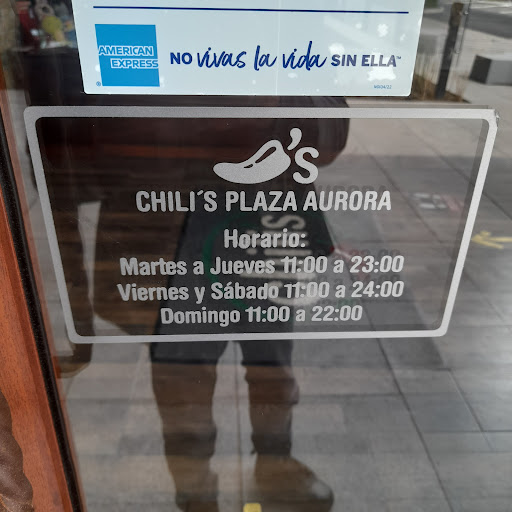 AMERICAN
EXPRESS
NO vivas la vida SIN ELLA™
's
CHILI´S PLAZA AURORA
Horario:
Martes a Jueves 11:00 a 23:00
Viernes y Sábado 11:00 a 24:00
Domingo 11:00 a 22:00